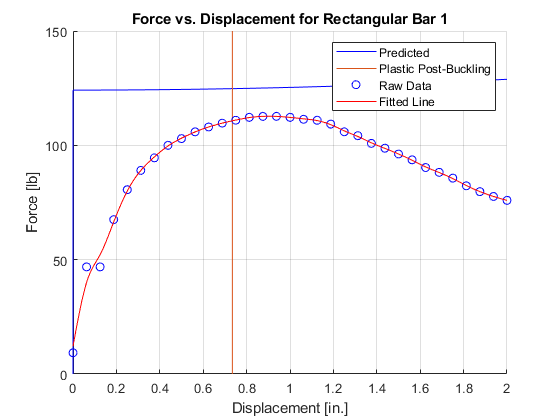 Force vs. Displacement for Rectangular Bar 1
150
100
50
0
Force [lb]
Predicted
Plastic Post-Buckling
Raw Data
Fitted Line
0 0.2 0.4 0.6 0.8 1 1.2 1.4 1.6 1.8 2
Displacement [in.]